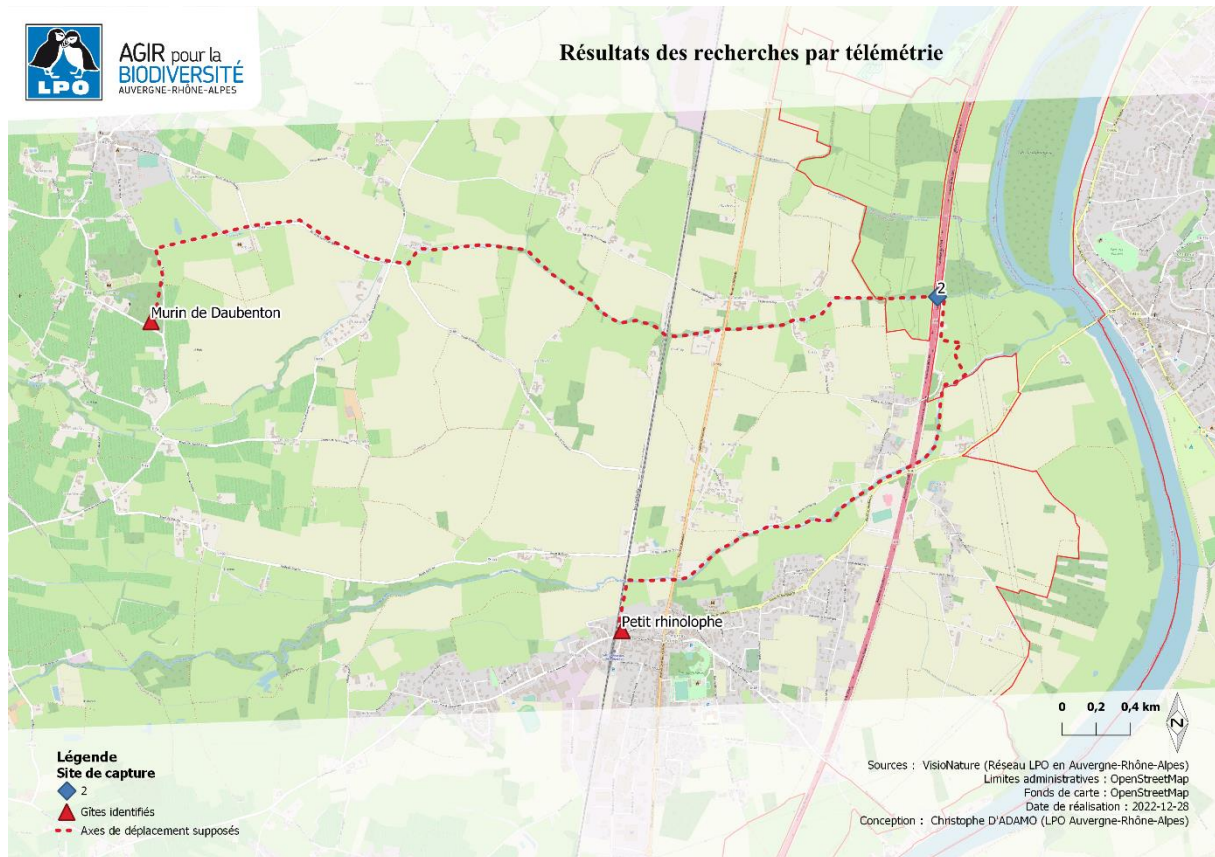 LPO
AGIR pour la
BIODIVERSITÉ
AUVERGNE-RHÔNE-ALPES
Résultats des recherches par télémétrie
2
Murin de Daubenton
Petit rhinolophe
0 0,2 0,4 km
N
Légende
Site de capture
2
Gîtes identifiés
Axes de déplacement supposés
Sources : VisioNature (Réseau LPO en Auvergne-Rhône-Alpes)
Limites administratives : OpenStreetMap
Fonds de carte : OpenStreetMap
Date de réalisation : 2022-12-28
Conception : Christophe D'ADAMO (LPO Auvergne-Rhône-Alpes)